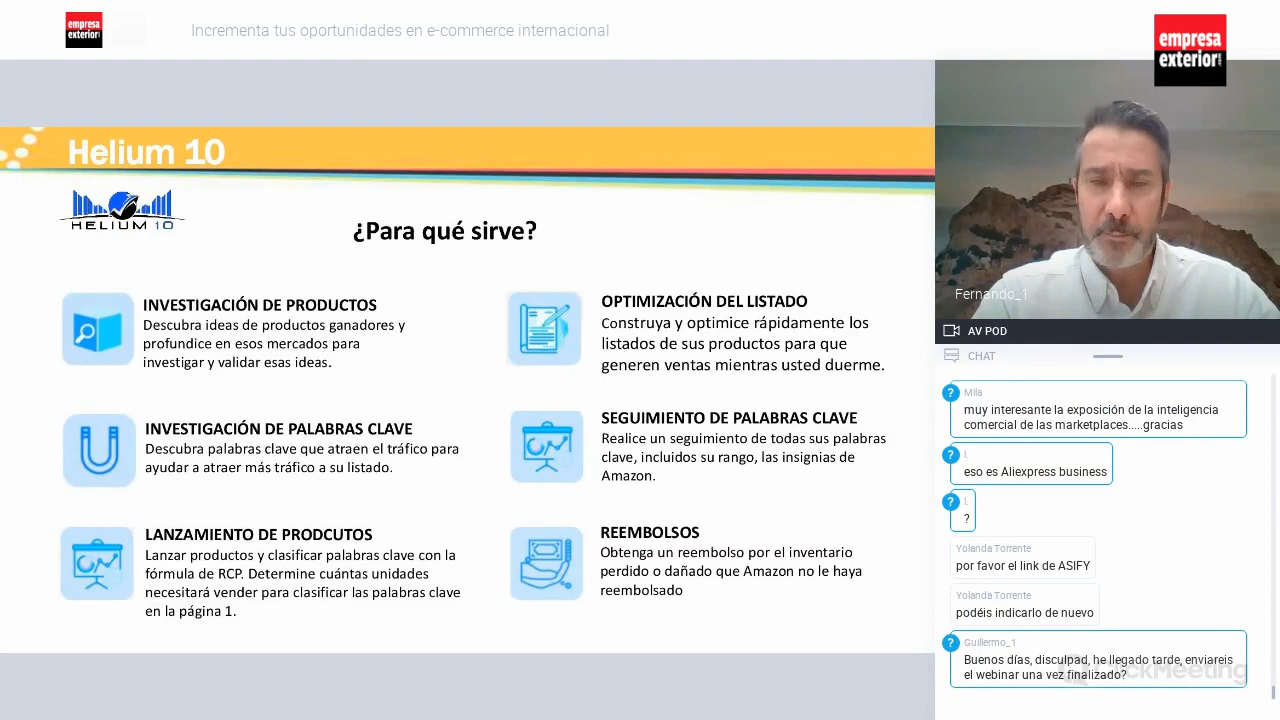 empresa
exterior
Incrementa tus oportunidades en e-commerce internacional
empresa
exterior
Helium 10
HELIUM 10
¿Para qué sirve?
INVESTIGACIÓN DE PRODUCTOS
Descubra ideas de productos ganadores y
profundice en esos mercados para
investigar y validar esas ideas.
OPTIMIZACIÓN DEL LISTADO
Construya y optimice rápidamente los
listados de sus productos para que
generen ventas mientras usted duerme.
INVESTIGACIÓN DE PALABRAS CLAVE
Descubra palabras clave que atraen el tráfico para
ayudar a atraer más tráfico a su listado.
SEGUIMIENTO DE PALABRAS CLAVE
Realice un seguimiento de todas sus palabras
clave, incluidos su rango, las insignias de
Amazon.
LANZAMIENTO DE PRODCUTOS
Lanzar productos y clasificar palabras clave con la
fórmula de RCP. Determine cuántas unidades
necesitará vender para clasificar las palabras clave
en la página 1.
REEMBOLSOS
Obtenga un reembolso por el inventario
perdido o dañado que Amazon no le haya
reembolsado
Fernando_1
AV POD
CHAT
? Mila
muy interesante la exposición de la inteligencia
comercial de las marketplaces.....gracias
? L
eso es Aliexpress business
? L
?
Yolanda Torrente
por favor el link de ASIFY
Yolanda Torrente
podéis indicarlo de nuevo
? Guillermo_1
Buenos días, disculpad, he llegado tarde, enviareis
el webinar una vez finalizado?
ClickMeeting